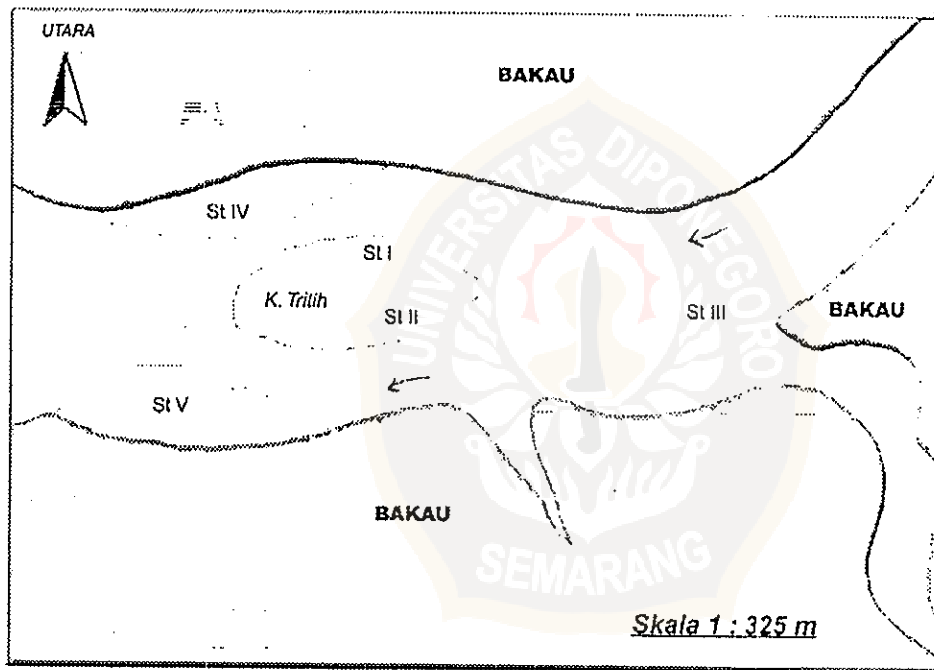 UTARA
BAKAU
St IV
St I
K. Trilih
St II
St III
BAKAU
St V
BAKAU
Skala 1 : 325 m
UNIVERSITAS DIPONEGORO
SEMARANG